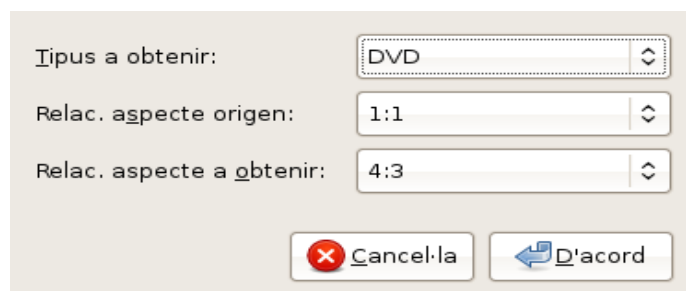 Tipus a obtenir: DVD
Relac. aspecte origen: 1:1
Relac. aspecte a obtenir: 4:3
Cancel·la D'acord